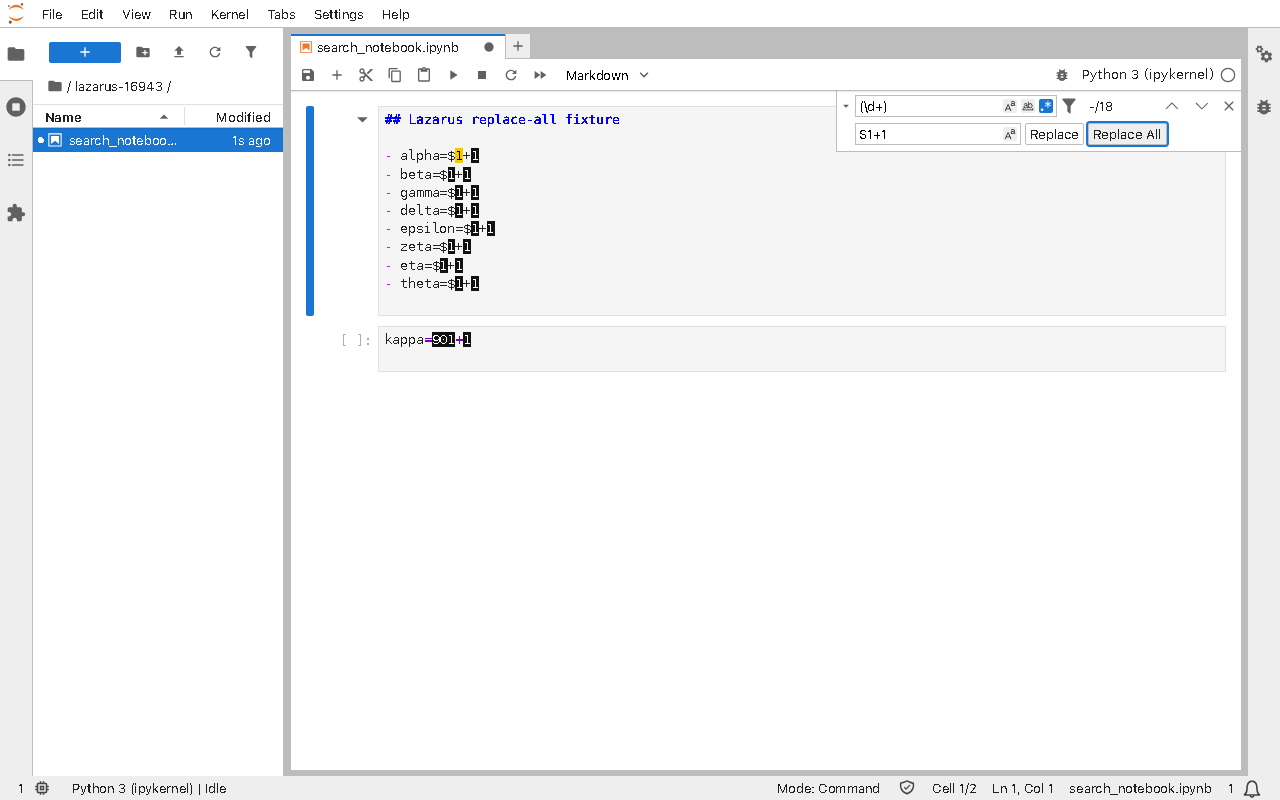 File Edit View Run Kernel Tabs Settings Help
search_notebook.ipynb
Markdown
Python 3 (ipykernel)
/ lazarus-16943 /
Name Modified
search_noteboo... 1s ago
(\d+) -/18
$1+1 Replace Replace All
## Lazarus replace-all fixture
- alpha=$1+1
- beta=$1+1
- gamma=$1+1
- delta=$1+1
- epsilon=$1+1
- zeta=$1+1
- eta=$1+1
- theta=$1+1
[ ]: kappa=901+1
1 Python 3 (ipykernel) | Idle Mode: Command Cell 1/2 Ln 1, Col 1 search_notebook.ipynb 1